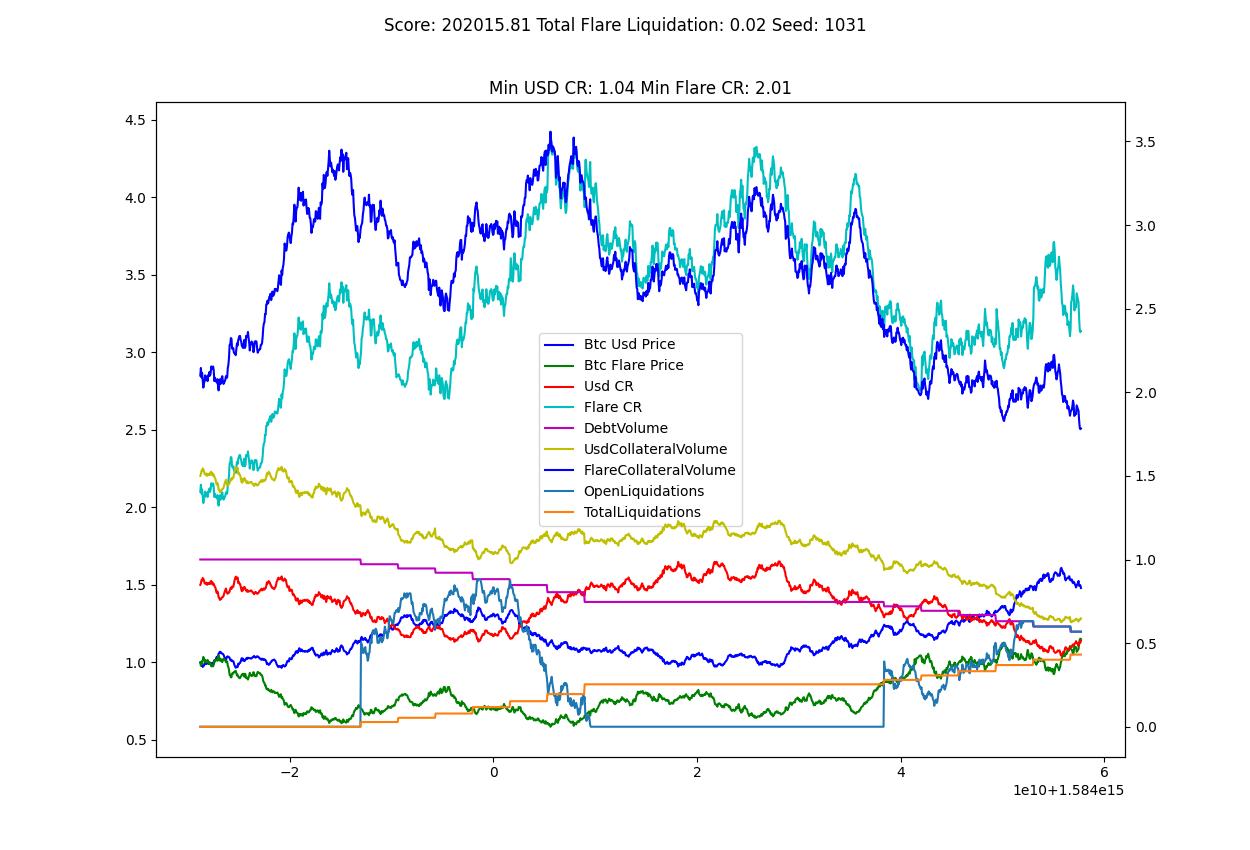 Score: 202015.81 Total Flare Liquidation: 0.02 Seed: 1031
Min USD CR: 1.04 Min Flare CR: 2.01
4.5
4.0
3.5
3.0
2.5
2.0
1.5
1.0
0.5
3.5
3.0
2.5
2.0
1.5
1.0
0.5
0.0
Btc Usd Price
Btc Flare Price
Usd CR
Flare CR
DebtVolume
UsdCollateralVolume
FlareCollateralVolume
OpenLiquidations
TotalLiquidations
−2 0 2 4 6
1e10+1.584e15